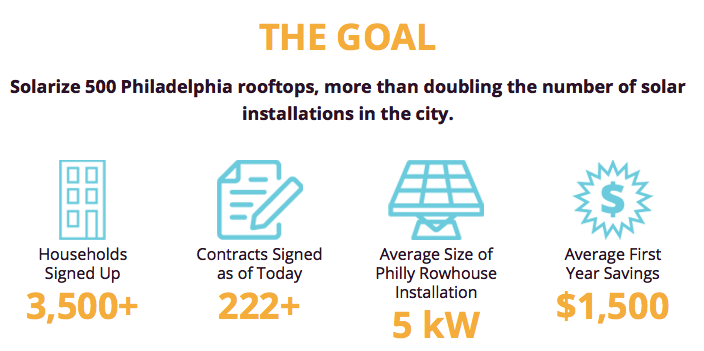 THE GOAL
Solarize 500 Philadelphia rooftops, more than doubling the number of solar
installations in the city.
$
Households
Signed Up
3,500+
Contracts Signed
as of Today
222+
Average Size of
Philly Rowhouse
Installation
5 kW
Average First
Year Savings
$1,500